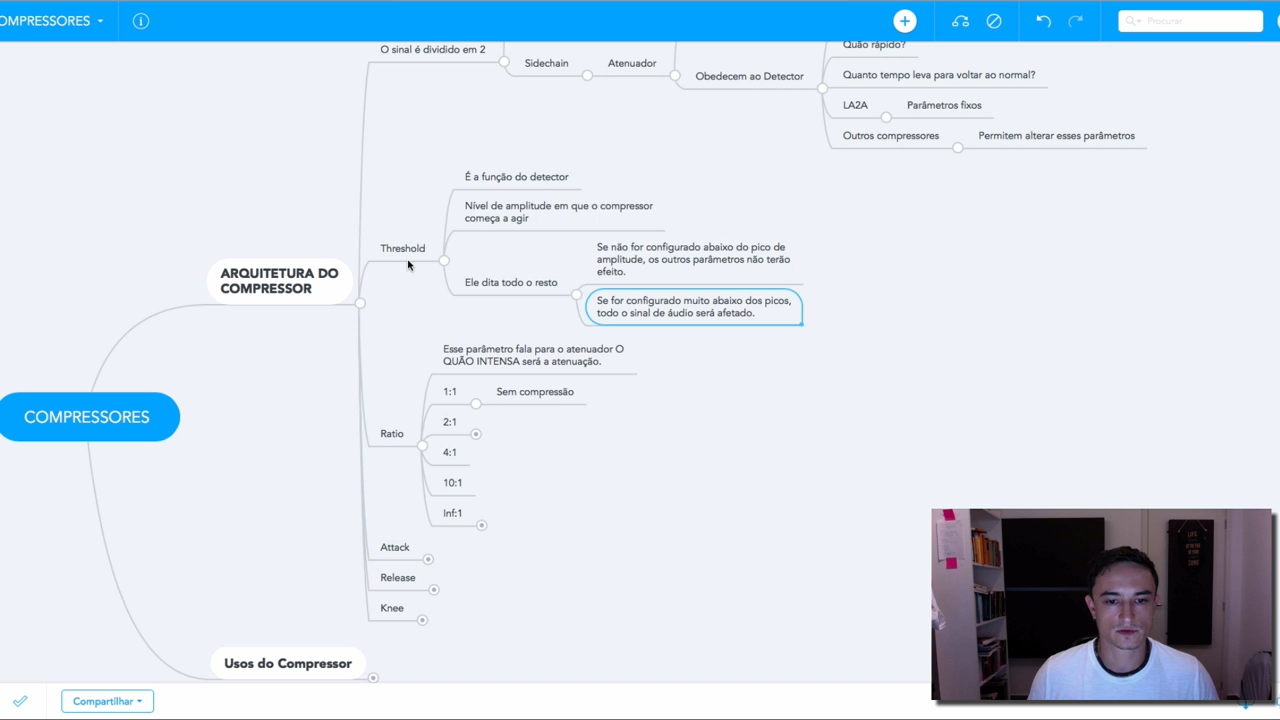 OMPRESSORES
Procurar
O sinal é dividido em 2
Sidechain
Atenuador
Obedecem ao Detector
Quão rápido?
Quanto tempo leva para voltar ao normal?
LA2A
Parâmetros fixos
Outros compressores
Permitem alterar esses parâmetros
ARQUITETURA DO
COMPRESSOR
Threshold
É a função do detector
Nível de amplitude em que o compressor
começa a agir
Ele dita todo o resto
Se não for configurado abaixo do pico de
amplitude, os outros parâmetros não terão
efeito.
Se for configurado muito abaixo dos picos,
todo o sinal de áudio será afetado.
COMPRESSORES
Ratio
Esse parâmetro fala para o atenuador O
QUÃO INTENSA será a atenuação.
1:1
Sem compressão
2:1
4:1
10:1
Inf:1
Attack
Release
Knee
Usos do Compressor
Compartilhar
LIFE